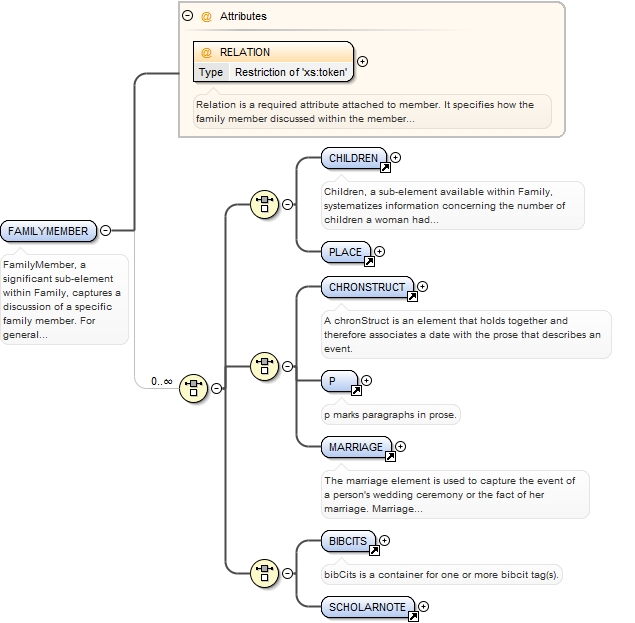 Attributes
@ RELATION
Type Restriction of 'xs:token'
Relation is a required attribute attached to member. It specifies how the
family member discussed within the member...
CHILDREN
Children, a sub-element available within Family,
systematizes information concerning the number of
children a woman had...
FAMILYMEMBER
FamilyMember, a
significant sub-element
within Family, captures a
discussion of a specific
family member. For
general...
PLACE
CHRONSTRUCT
A chronStruct is an element that holds together and
therefore associates a date with the prose that describes an
event.
0..∞
P
p marks paragraphs in prose.
MARRIAGE
The marriage element is used to capture the event of
a person's wedding ceremony or the fact of her
marriage. Marriage...
BIBCITS
bibCits is a container for one or more bibcit tag(s).
SCHOLARNOTE